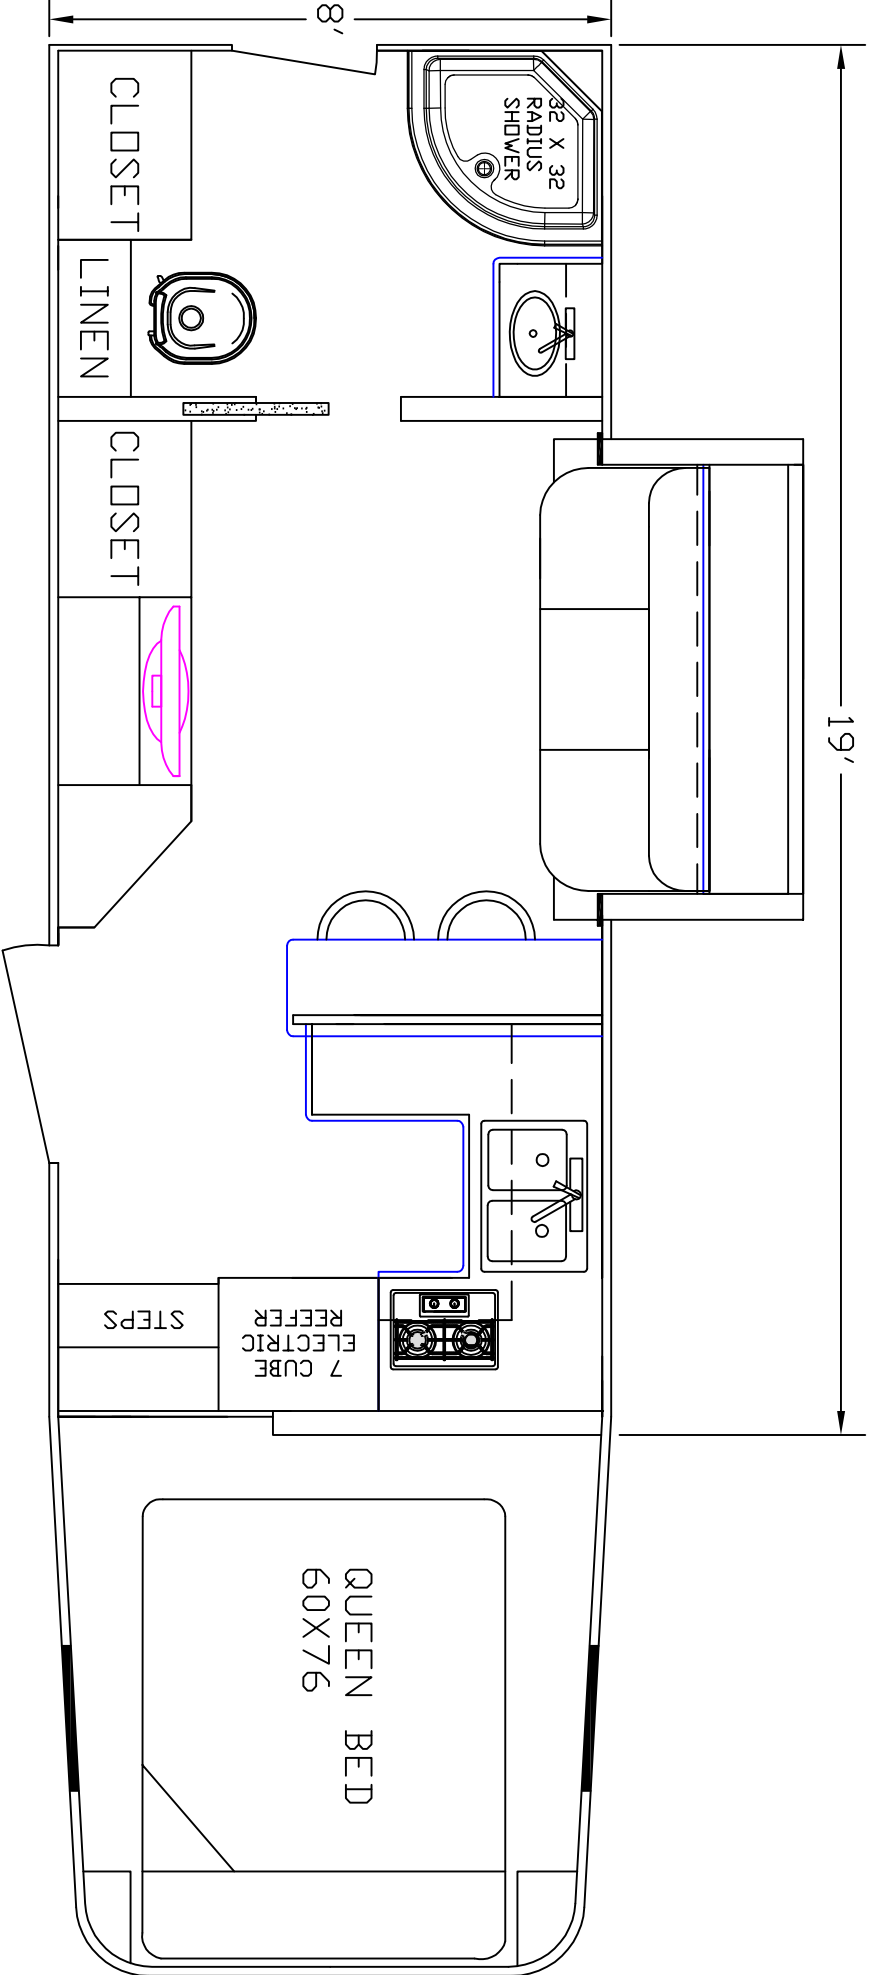 8'
CLOSET
32 X 32
RADIUS
SHOWER
LINEN
CLOSET
19'
STEPS
7 CUBE
ELECTRIC
REEFER
QUEEN BED
60X76